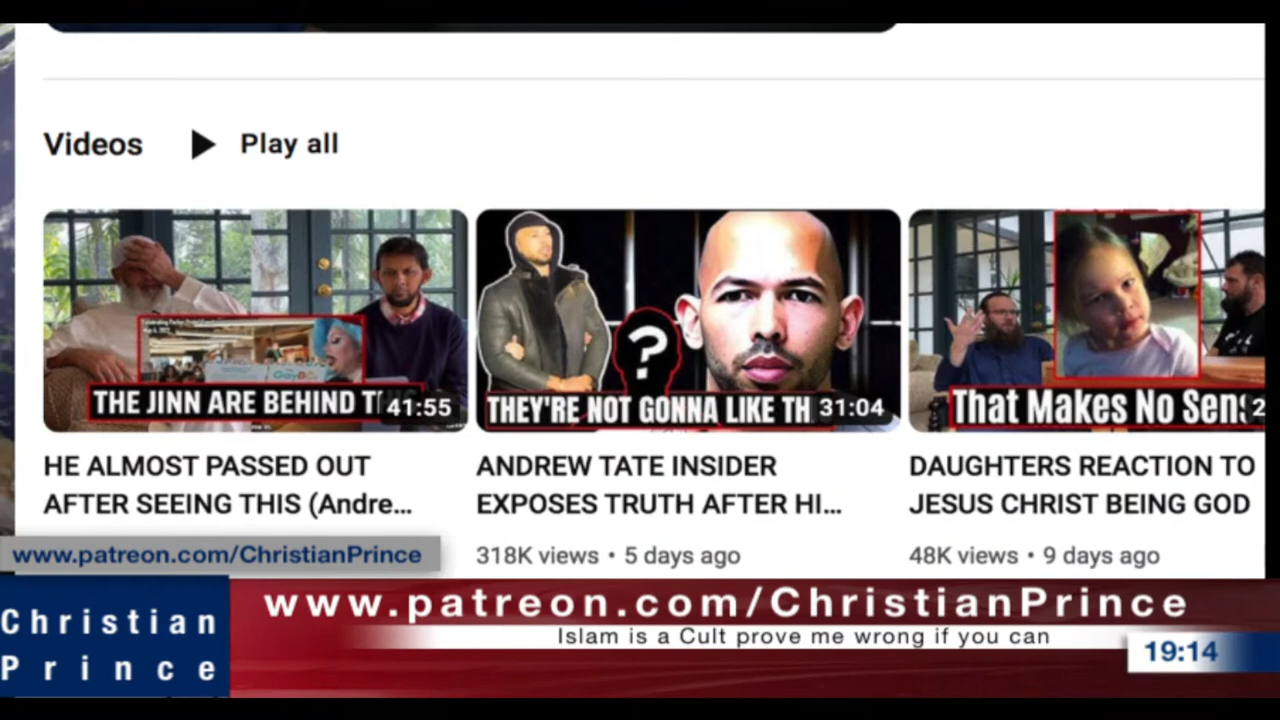 Videos ▶ Play all
THE JINN ARE BEHIND
41:55
THEY'RE NOT GONNA LIKE TH
31:04
That Makes No Sens
2
HE ALMOST PASSED OUT
AFTER SEEING THIS (Andre...
ANDREW TATE INSIDER
EXPOSES TRUTH AFTER HI...
318K views • 5 days ago
DAUGHTERS REACTION TO
JESUS CHRIST BEING GOD
48K views • 9 days ago
www.patreon.com/ChristianPrince
Christian
Prince
www.patreon.com/ChristianPrince
Islam is a Cult prove me wrong if you can
19:14